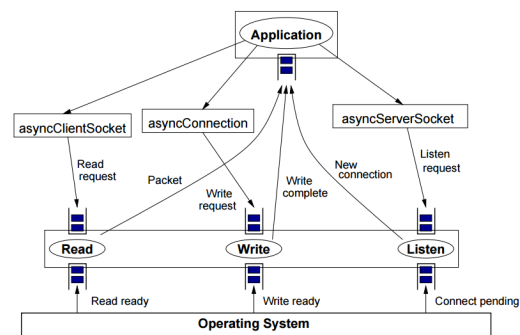 Application
asyncClientSocket
asyncConnection
asyncServerSocket
Read
request
Packet
Write
request
Write
complete
New
connection
Listen
request
Read
Write
Listen
Read ready
Write ready
Connect pending
Operating System